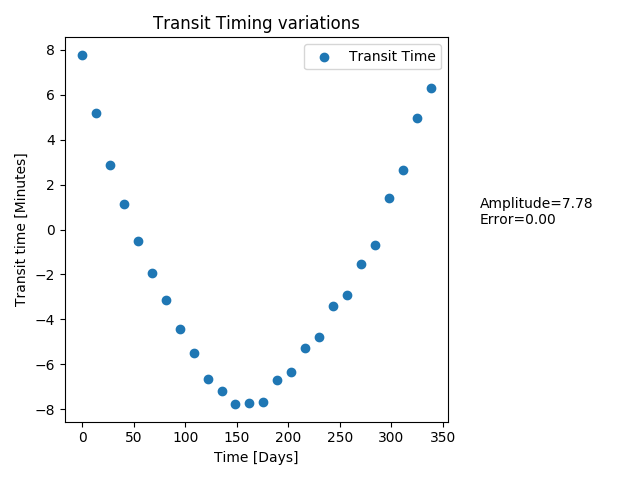 Transit Timing variations
Transit Time
Transit time [Minutes]
8
6
4
2
0
−2
−4
−6
−8
0
50
100
150
200
250
300
350
Time [Days]
Amplitude=7.78
Error=0.00